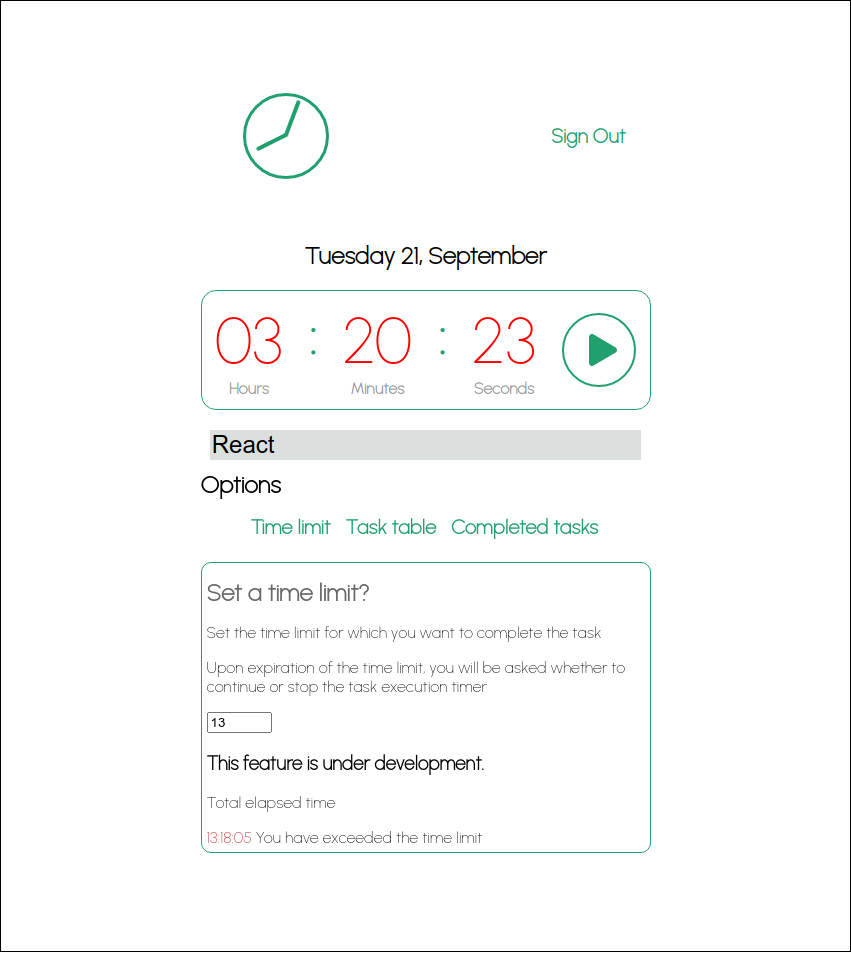 Sign Out
Tuesday 21, September
03 : 20 : 23
Hours Minutes Seconds
React
Options
Time limit Task table Completed tasks
Set a time limit?
Set the time limit for which you want to complete the task
Upon expiration of the time limit, you will be asked whether to
continue or stop the task execution timer
13
This feature is under development.
Total elapsed time
13:18:05 You have exceeded the time limit